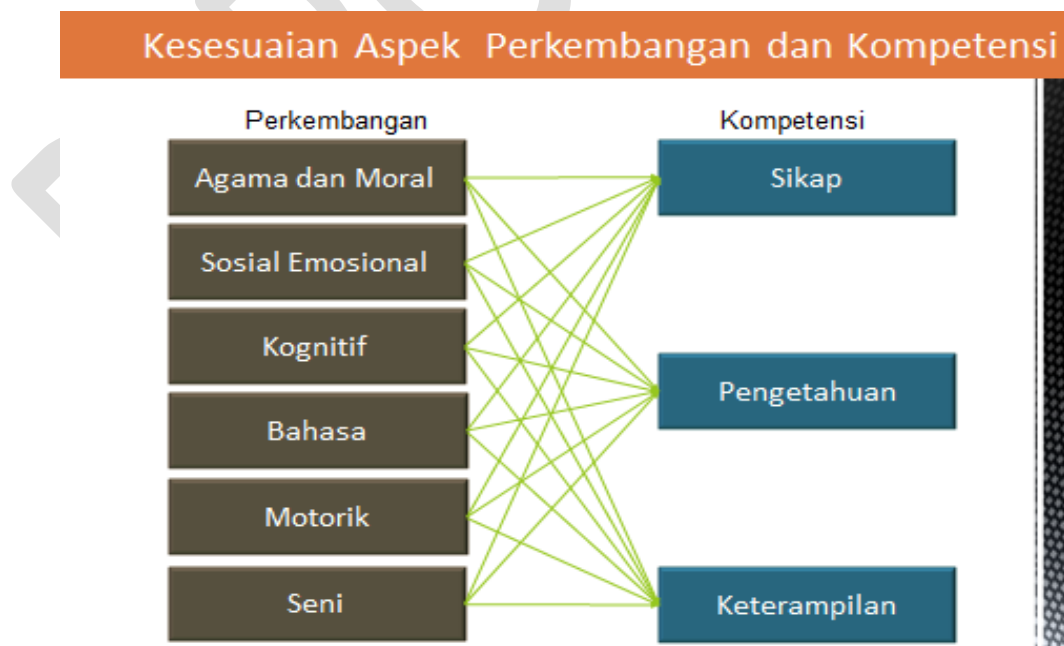 Kesesuaian Aspek Perkembangan dan Kompetensi
Perkembangan
Agama dan Moral
Sosial Emosional
Kognitif
Bahasa
Motorik
Seni
Kompetensi
Sikap
Pengetahuan
Keterampilan